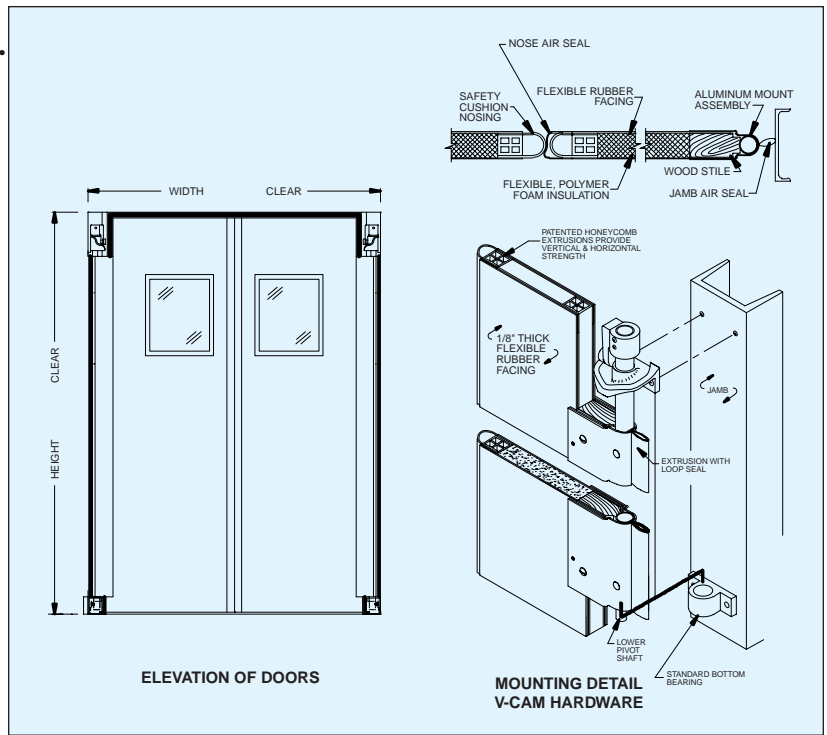 NOSE AIR SEAL
SAFETY
CUSHION
NOSING
FLEXIBLE RUBBER
FACING
ALUMINUM MOUNT
ASSEMBLY
WOOD STILE
JAMB AIR SEAL
FLEXIBLE, POLYMER
FOAM INSULATION
WIDTH CLEAR
CLEAR
HEIGHT
PATENTED HONEYCOMB
EXTRUSIONS PROVIDE
VERTICAL & HORIZONTAL
STRENGTH
1/8" THICK
FLEXIBLE
RUBBER
FACING
JAMB
EXTRUSION WITH
LOOP SEAL
LOWER
PIVOT
SHAFT
STANDARD BOTTOM
BEARING
ELEVATION OF DOORS
MOUNTING DETAIL
V-CAM HARDWARE